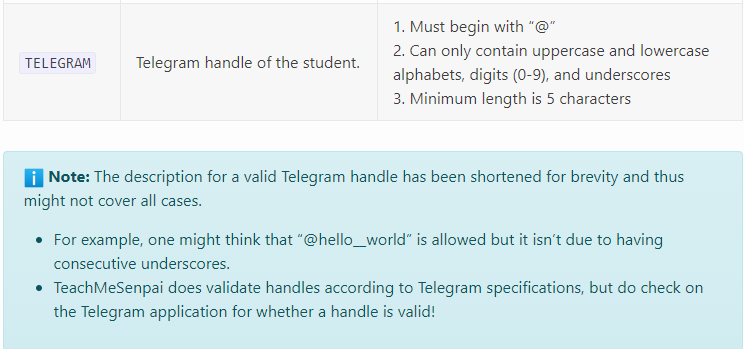 TELEGRAM
Telegram handle of the student.
1. Must begin with “@”
2. Can only contain uppercase and lowercase
alphabets, digits (0-9), and underscores
3. Minimum length is 5 characters
Note: The description for a valid Telegram handle has been shortened for brevity and thus
might not cover all cases.
• For example, one might think that “@hello__world” is allowed but it isn’t due to having
consecutive underscores.
• TeachMeSenpai does validate handles according to Telegram specifications, but do check on
the Telegram application for whether a handle is valid!